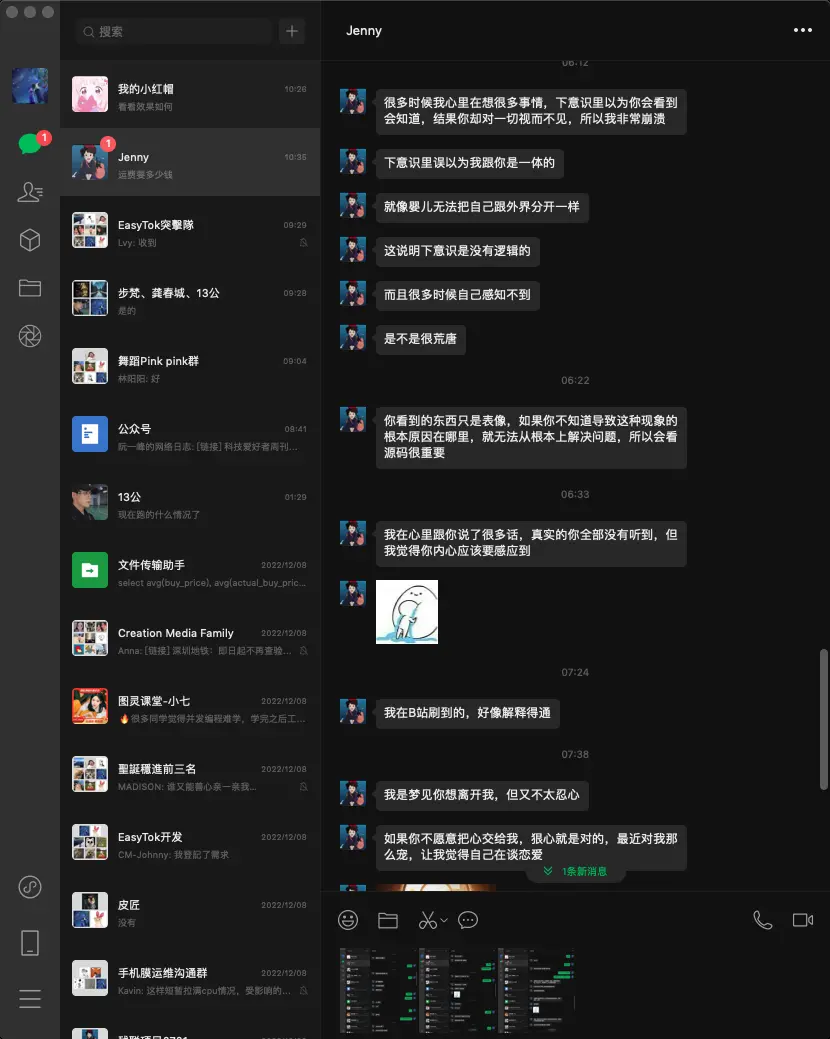 搜索
我的小红帽
10:26
看看效果如何
1
1
Jenny
10:35
运费要多少钱
EasyTok突擊隊
09:29
Lvy: 收到
步梵、龚春城、13公
09:28
是的
舞蹈Pink pink群
09:04
林阳阳: 好
公众号
08:41
阮一峰的网络日志: [链接] 科技爱好者周刊...
13公
01:29
现在跑的什么情况了
文件传输助手
2022/12/08
select avg(buy_price), avg(actual_buy_pric...
Creation Media Family
2022/12/08
Anna: [链接] 深圳地铁：即日起不再查验...
图灵课堂-小七
2022/12/08
🔥很多同学觉得并发编程难学，学完之后工...
聖誕穩進前三名
2022/12/08
MADISON: 谁又能善心亲一亲我...
EasyTok开发
2022/12/08
CM-Johnny: 我登記了需求
皮匠
2022/12/08
没有
手机膜运维沟通群
2022/12/08
Kavin: 这样短暂拉满cpu情况，受影响的...
Jenny
06:12
很多时候我心里在想很多事情，下意识里以为你会看到
会知道，结果你却对一切视而不见，所以我非常崩溃
下意识里误以为我跟你是一体的
就像婴儿无法把自己跟外界分开一样
这说明下意识是没有逻辑的
而且很多时候自己感知不到
是不是很荒唐
06:22
你看到的东西只是表像，如果你不知道导致这种现象的
根本原因在哪里，就无法从根本上解决问题，所以会看
源码很重要
06:33
我在心里跟你说了很多话，真实的你全部没有听到，但
我觉得你内心应该要感应到
07:24
我在B站刷到的，好像解释得通
07:38
我是梦见你想离开我，但又不太忍心
如果你不愿意把心交给我，狠心就是对的，最近对我那
么宠，让我觉得自己在谈恋爱
1条新消息